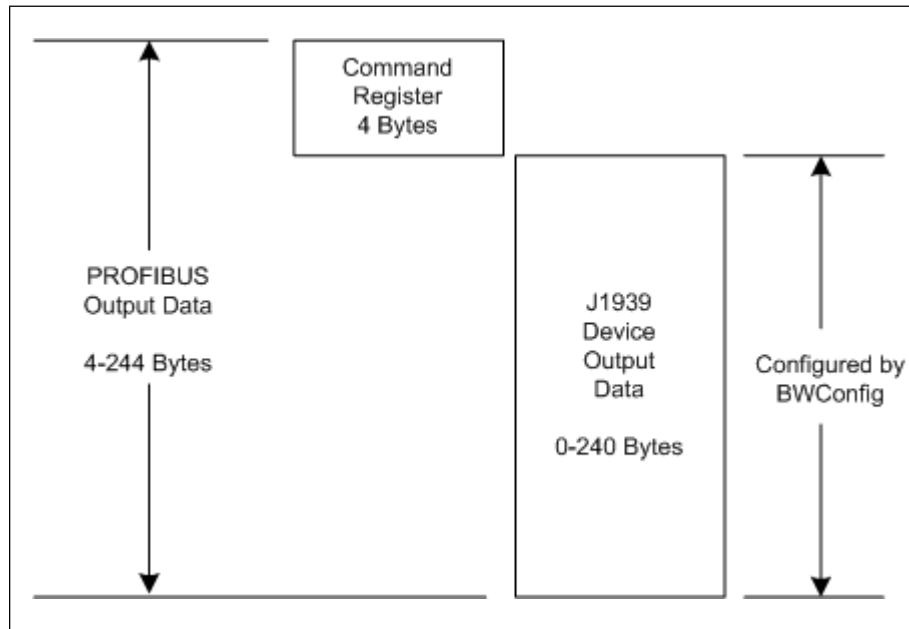 Command
Register
4 Bytes
PROFIBUS
Output Data
4-244 Bytes
J1939
Device
Output
Data
0-240 Bytes
Configured by
BWConfig